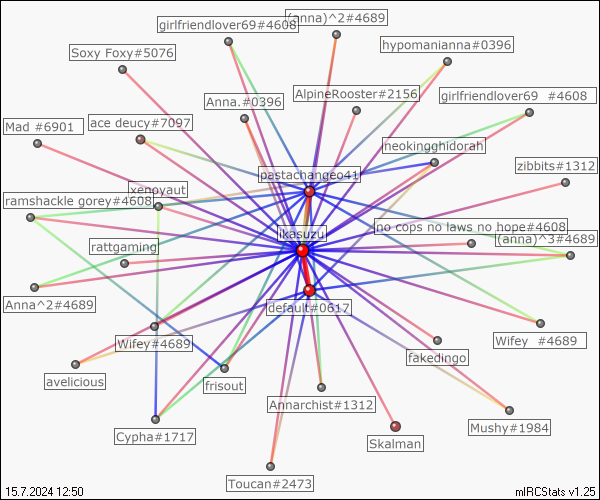 (anna)^2#4689
girlfriendlover69#4608
hypomanianna#0396
Soxy Foxy#5076
AlpineRooster#2156
girlfriendlover69 #4608
Anna.#0396
Mad #6901
ace deucy#7097
neokingghidorah
zibbits#1312
pastachangeo41
xenoyaut
ramshackle gorey#4608
no cops no laws no hope#4608
ikasuzu
(anna)^3#4689
rattgaming
Anna^2#4689
default#0617
Wifey#4689
Wifey #4689
fakedingo
avelicious
frisout
Annarchist#1312
Mushy#1984
Cypha#1717
Skalman
Toucan#2473
15.7.2024 12:50
mIRCStats v1.25